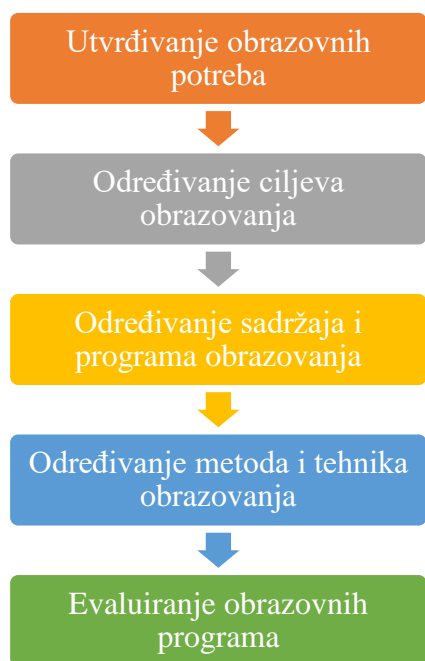 Utvrđivanje obrazovnih
potreba
Određivanje ciljeva
obrazovanja
Određivanje sadržaja i
programa obrazovanja
Određivanje metoda i tehnika
obrazovanja
Evaluiranje obrazovnih
programa